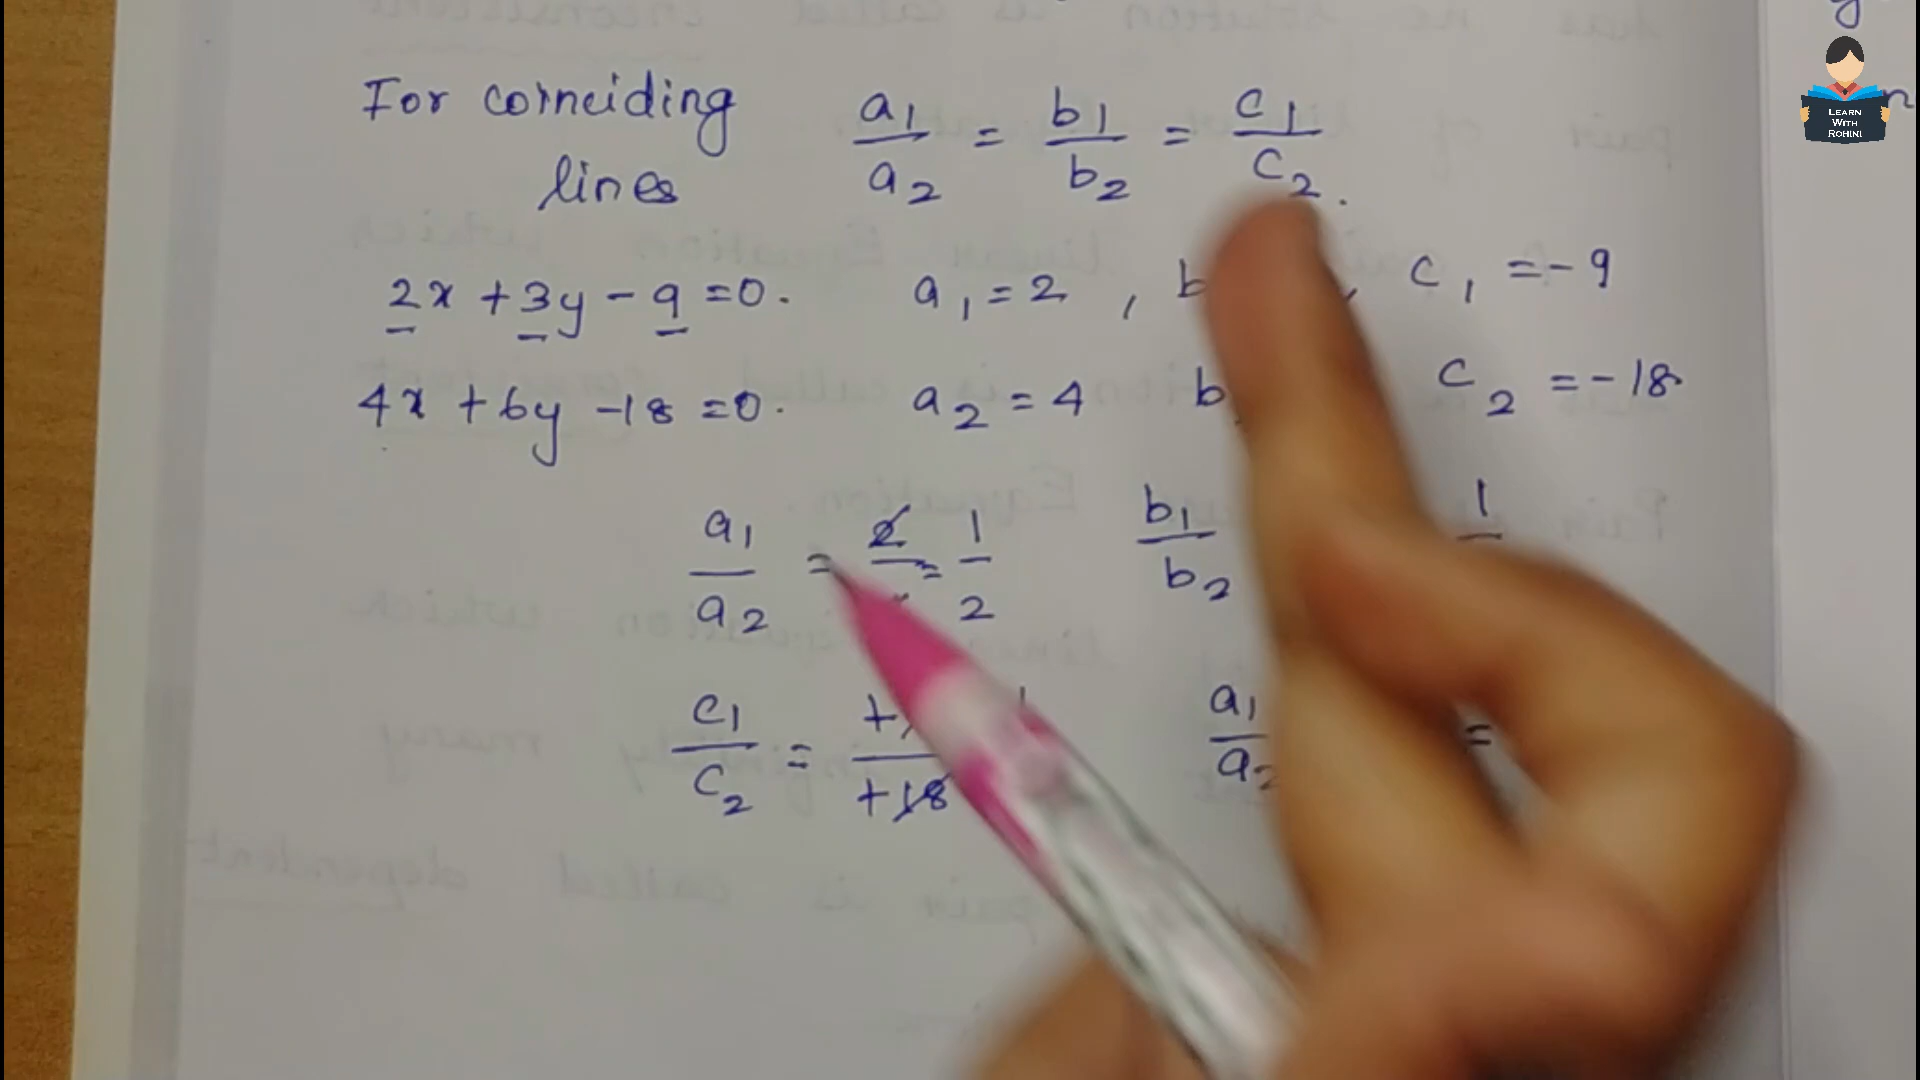 For coinciding a1/a2 = b1/b2 = c1/c2.
lines
2x + 3y - 9 = 0. a1 = 2 , b , c1 = -9
4x + 6y - 18 = 0. a2 = 4 b c2 = -18
a1/a2 = 2/ = 1/2 b1/b2 1
c1/c2 = +/+18 a1/a2 =
LEARN
WITH
ROHINI